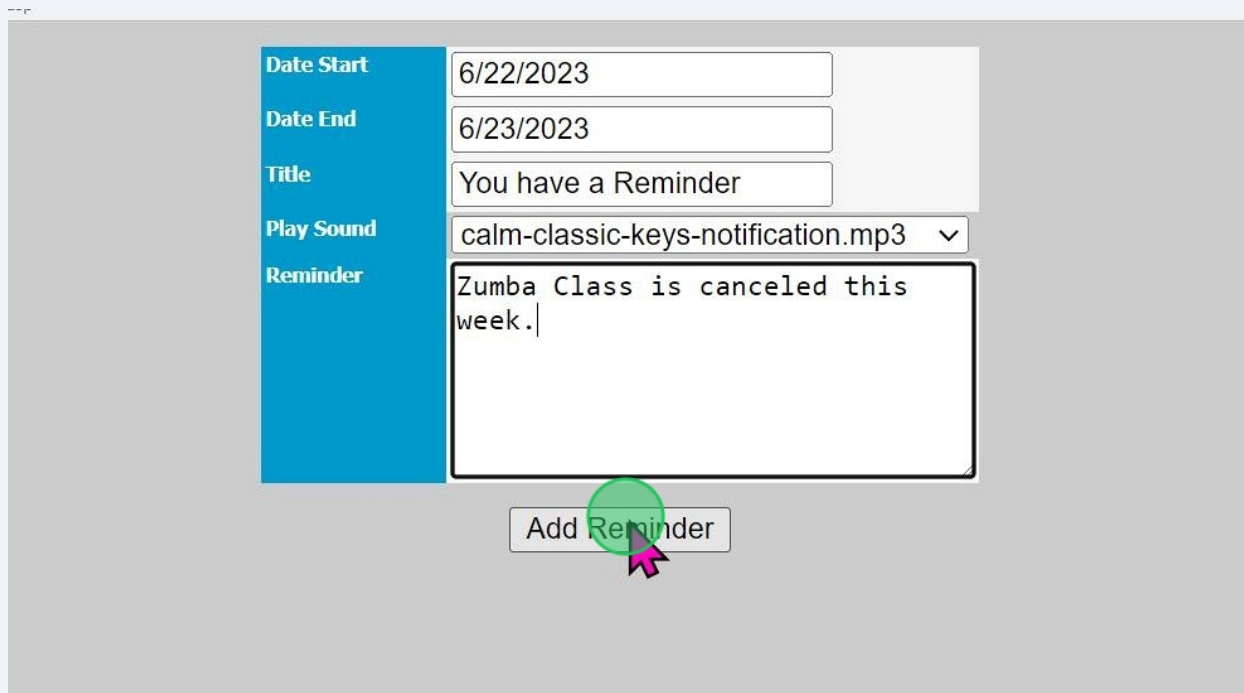 Date Start
6/22/2023
Date End
6/23/2023
Title
You have a Reminder
Play Sound
calm-classic-keys-notification.mp3
Reminder
Zumba Class is canceled this
week.
Add Reminder